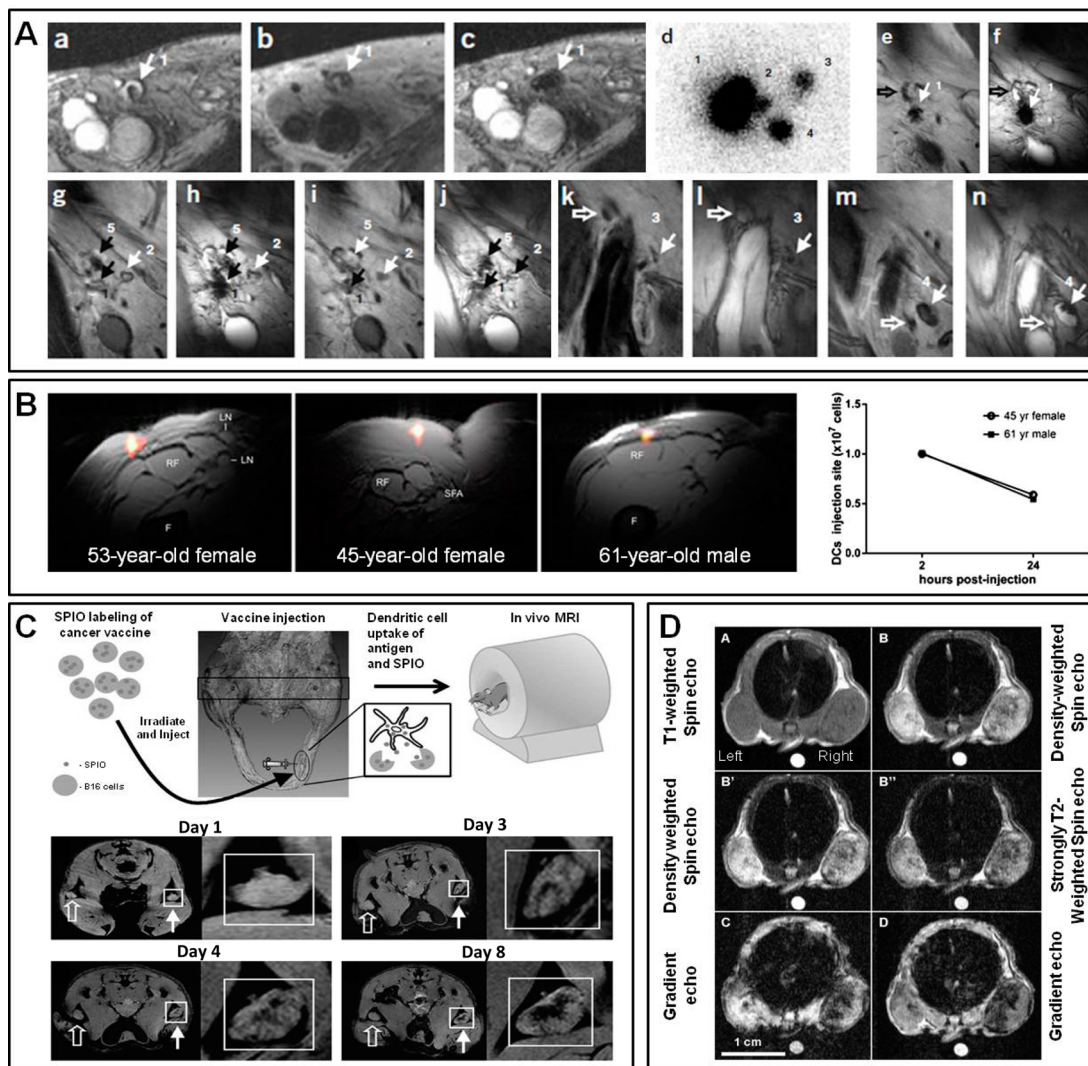 A
a
1
b
1
c
1
d
1
2
3
4
e
1
f
1
g
5
2
1
h
5
2
1
i
5
2
1
j
5
2
1
k
3
l
3
m
4
n
4
B
LN
LN
RF
F
53-year-old female
RF
SFA
45-year-old female
RF
F
61-year-old male
DCs injection site (x10⁷ cells)
1.5
1.0
0.5
0.0
45 yr female
61 yr male
2
24
hours post-injection
C
SPIO labeling of
cancer vaccine
Vaccine injection
Dendritic cell
uptake of
antigen
and SPIO
In vivo MRI
Irradiate
and Inject
- SPIO
- B16 cells
Day 1
Day 3
Day 4
Day 8
D
T1-weighted
Spin echo
A
Left
Right
B
Density-weighted
Spin echo
Density weighted
Spin echo
B'
B''
Strongly T2-
Weighted Spin echo
Gradient
echo
C
1 cm
D
Gradient echo